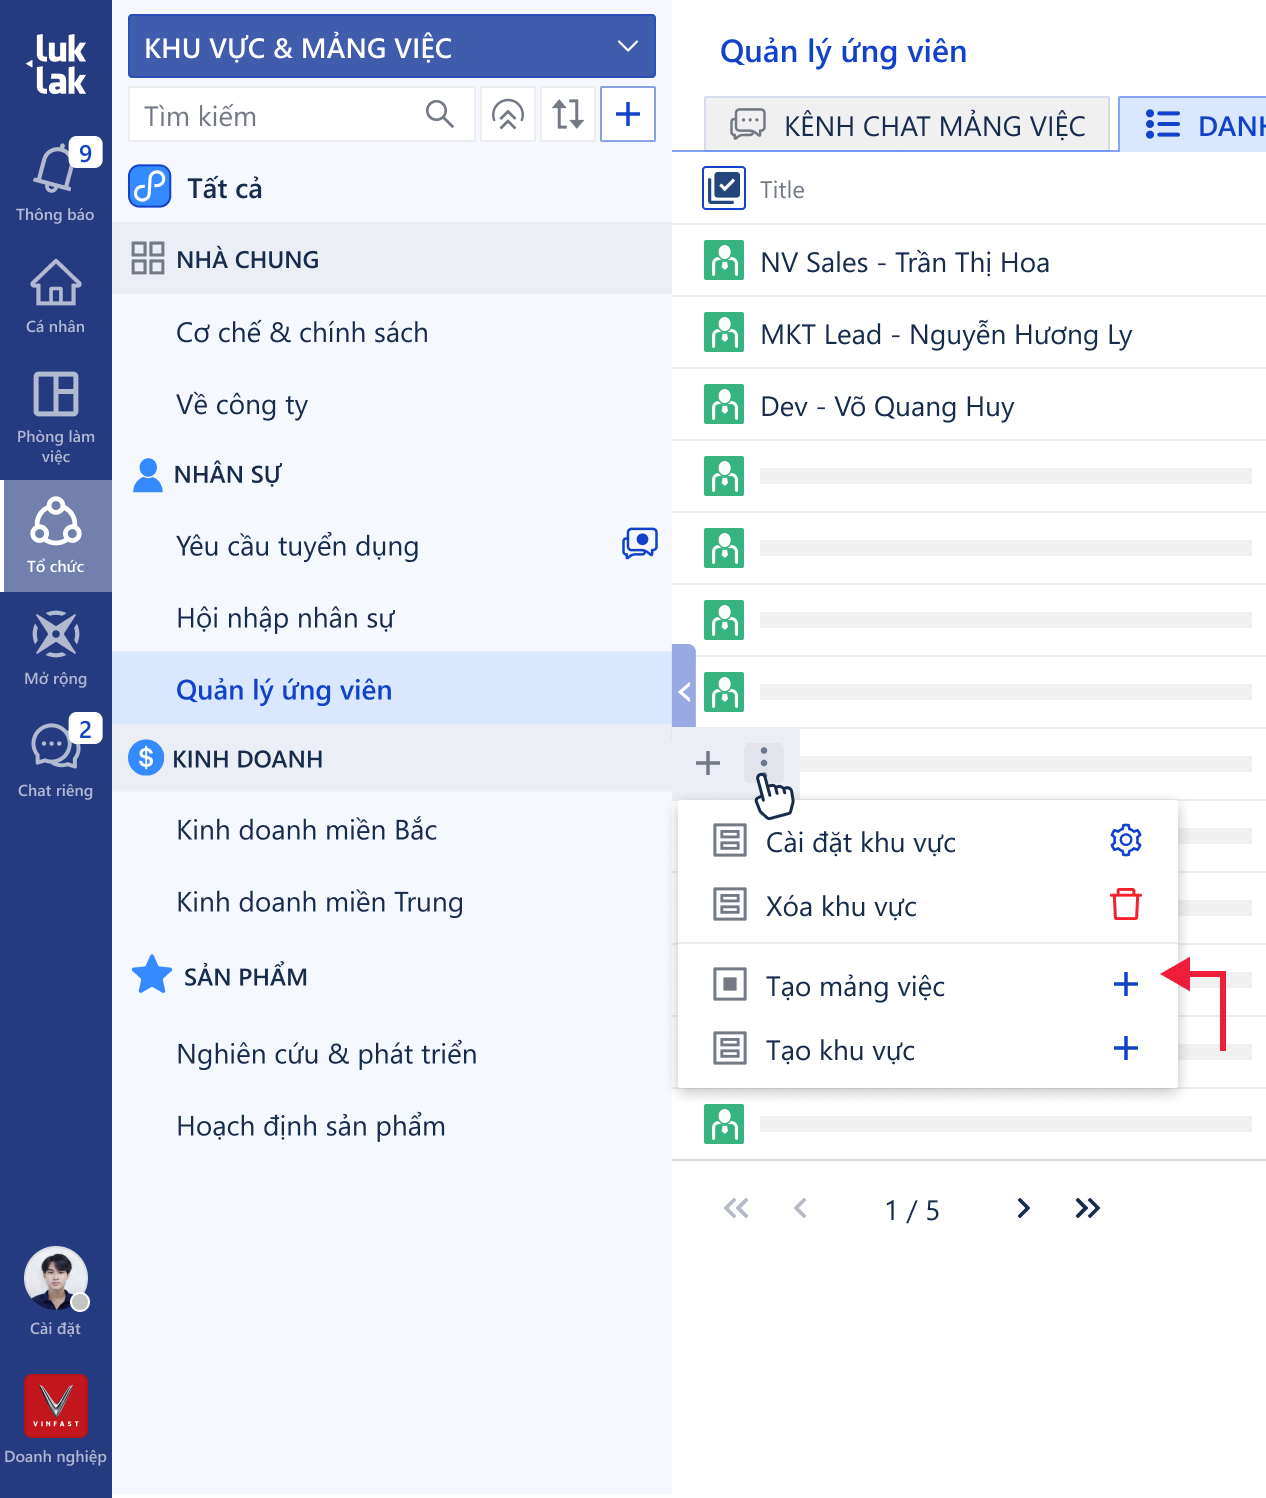 luk
lak
9
Thông báo
Cá nhân
Phòng làm
việc
Tổ chức
Mở rộng
2
Chat riêng
Cài đặt
VINFAST
Doanh nghiệp
KHU VỰC & MẢNG VIỆC
Tìm kiếm
Tất cả
NHÀ CHUNG
Cơ chế & chính sách
Về công ty
NHÂN SỰ
Yêu cầu tuyển dụng
Hội nhập nhân sự
Quản lý ứng viên
KINH DOANH
Kinh doanh miền Bắc
Kinh doanh miền Trung
SẢN PHẨM
Nghiên cứu & phát triển
Hoạch định sản phẩm
Quản lý ứng viên
KÊNH CHAT MẢNG VIỆC
DANH
Title
NV Sales - Trần Thị Hoa
MKT Lead - Nguyễn Hương Ly
Dev - Võ Quang Huy
Cài đặt khu vực
Xóa khu vực
Tạo mảng việc
Tạo khu vực
1 / 5